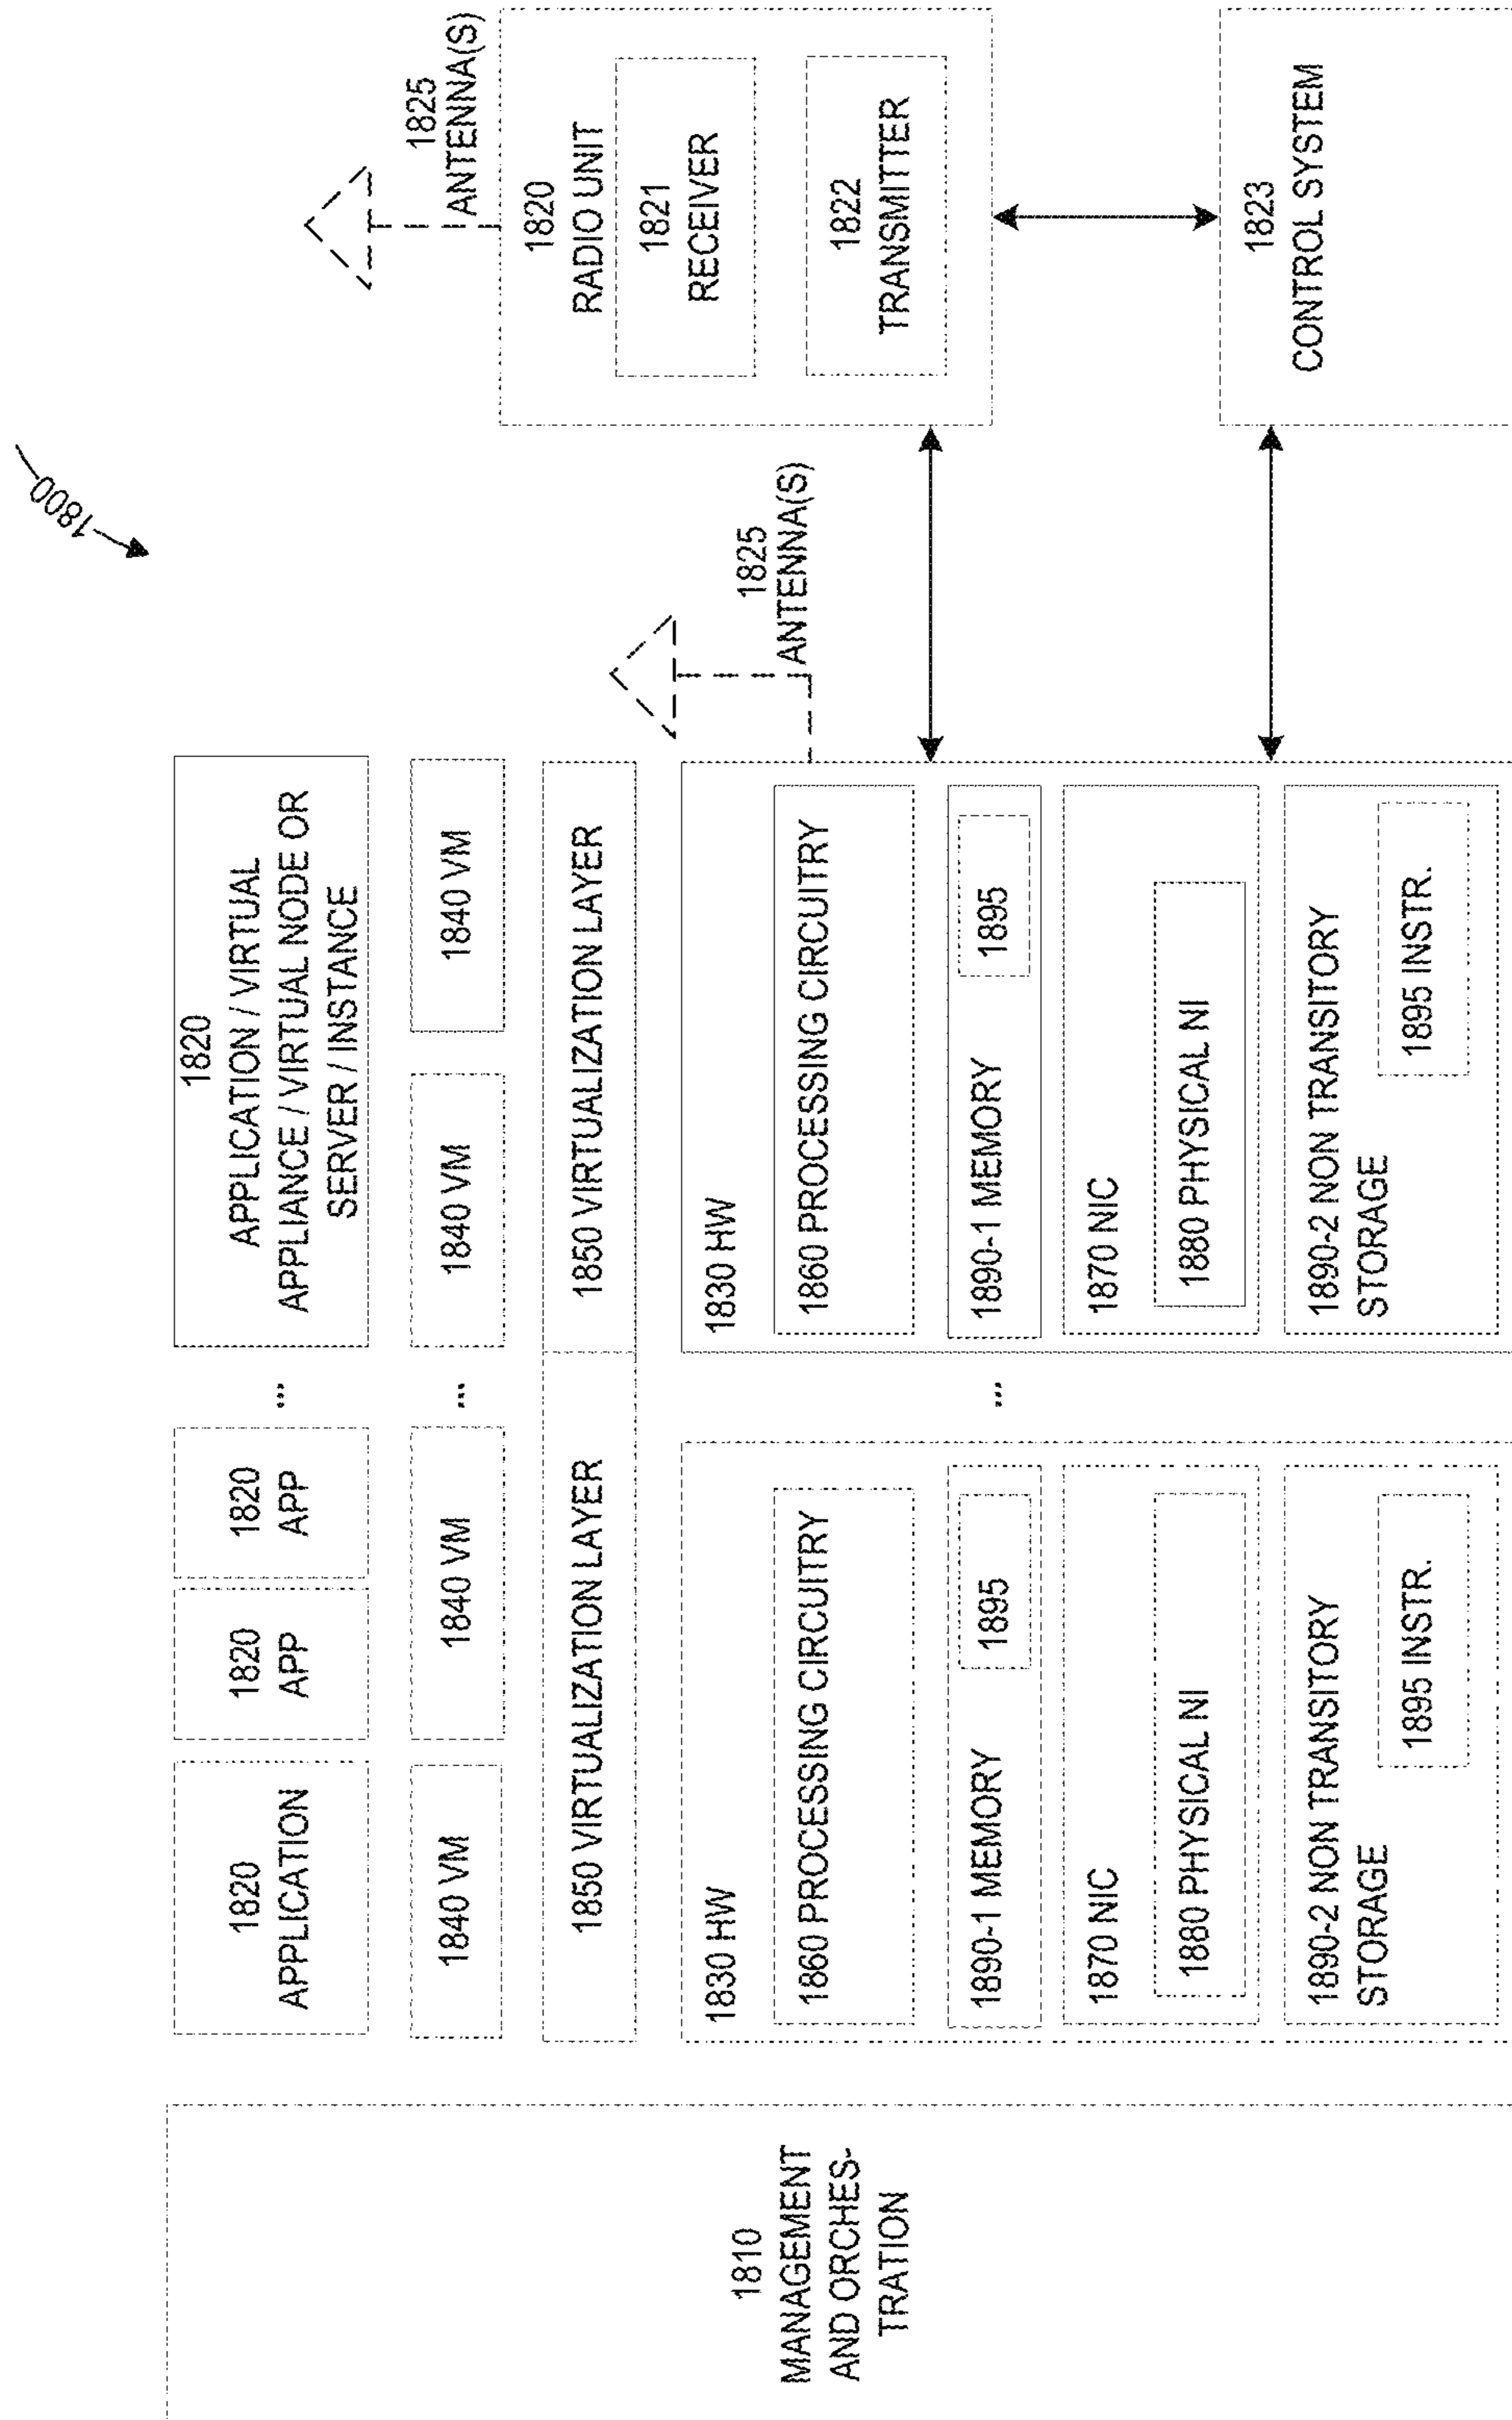 1800
1810
MANAGEMENT
AND ORCHES-
TRATION
1820
APPLICATION
1820
APP
1820
APP
...
1820
APPLICATION / VIRTUAL
APPLIANCE / VIRTUAL NODE OR
SERVER / INSTANCE
1840 VM
1840 VM
...
1840 VM
1840 VM
1850 VIRTUALIZATION LAYER
1850 VIRTUALIZATION LAYER
1830 HW
1860 PROCESSING CIRCUITRY
1890-1 MEMORY
1895
1870 NIC
1880 PHYSICAL NI
1890-2 NON TRANSITORY
STORAGE
1895 INSTR.
...
1830 HW
1860 PROCESSING CIRCUITRY
1890-1 MEMORY
1895
1870 NIC
1880 PHYSICAL NI
1890-2 NON TRANSITORY
STORAGE
1895 INSTR.
1825
ANTENNA(S)
1825
ANTENNA(S)
1820
RADIO UNIT
1821
RECEIVER
1822
TRANSMITTER
1823
CONTROL SYSTEM